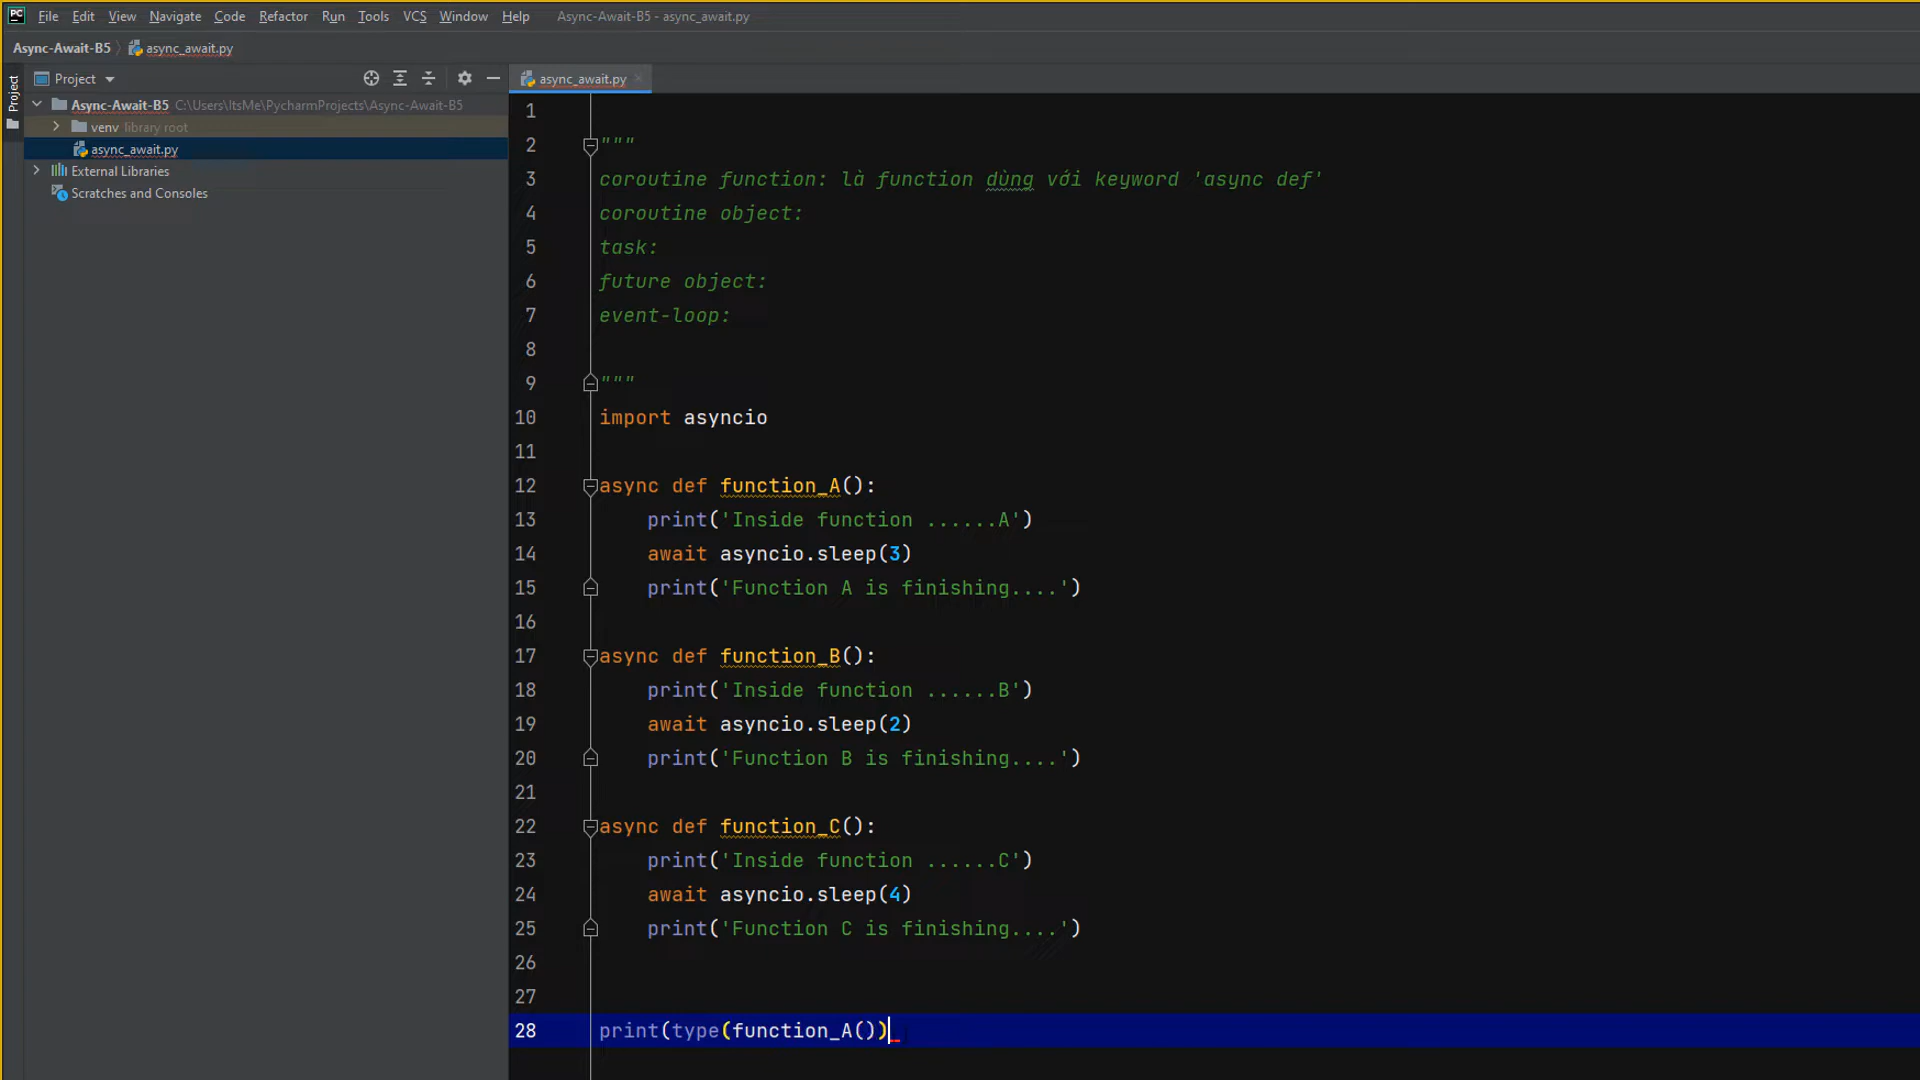 PC File Edit View Navigate Code Refactor Run Tools VCS Window Help Async-Await-B5 - async_await.py
Async-Await-B5 async_await.py
Project
Project
async_await.py
Async-Await-B5 C:\Users\ItsMe\PycharmProjects\Async-Await-B5
venv library root
async_await.py
External Libraries
Scratches and Consoles
1
2 """
3 coroutine function: là function dùng với keyword 'async def'
4 coroutine object:
5 task:
6 future object:
7 event-loop:
8
9 """
10 import asyncio
11
12 async def function_A():
13 print('Inside function ......A')
14 await asyncio.sleep(3)
15 print('Function A is finishing....')
16
17 async def function_B():
18 print('Inside function ......B')
19 await asyncio.sleep(2)
20 print('Function B is finishing....')
21
22 async def function_C():
23 print('Inside function ......C')
24 await asyncio.sleep(4)
25 print('Function C is finishing....')
26
27
28 print(type(function_A())